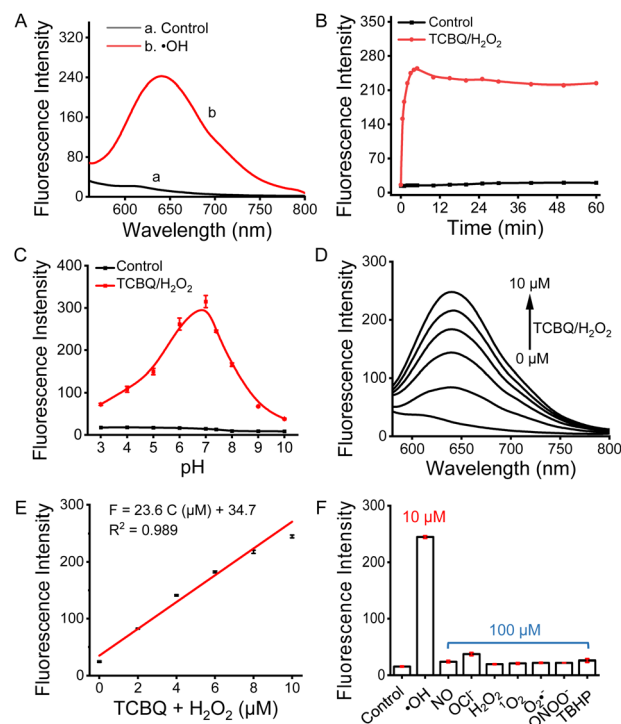 A
a. Control
b. •OH
Fluorescence Intensity
320
240
160
80
0
b
a
600 650 700 750 800
Wavelength (nm)
B
Control
TCBQ/H₂O₂
Fluorescence Intensity
350
280
210
140
70
0
0 12 24 36 48 60
Time (min)
C
Control
TCBQ/H₂O₂
Fluorescence Instensity
400
300
200
100
0
3 4 5 6 7 8 9 10
pH
D
Fluorescence Intensity
300
200
100
0
10 µM
TCBQ/H₂O₂
0 µM
600 650 700 750 800
Wavelength (nm)
E
F = 23.6 C (µM) + 34.7
R² = 0.989
Fluorescence Intensity
300
200
100
0
0 2 4 6 8 10
TCBQ + H₂O₂ (µM)
F
Fluorescence Intensity
300
200
100
0
10 µM
100 µM
Control •OH NO OCl⁻ H₂O₂ ¹O₂ O₂•⁻ ONOO⁻ TBHP